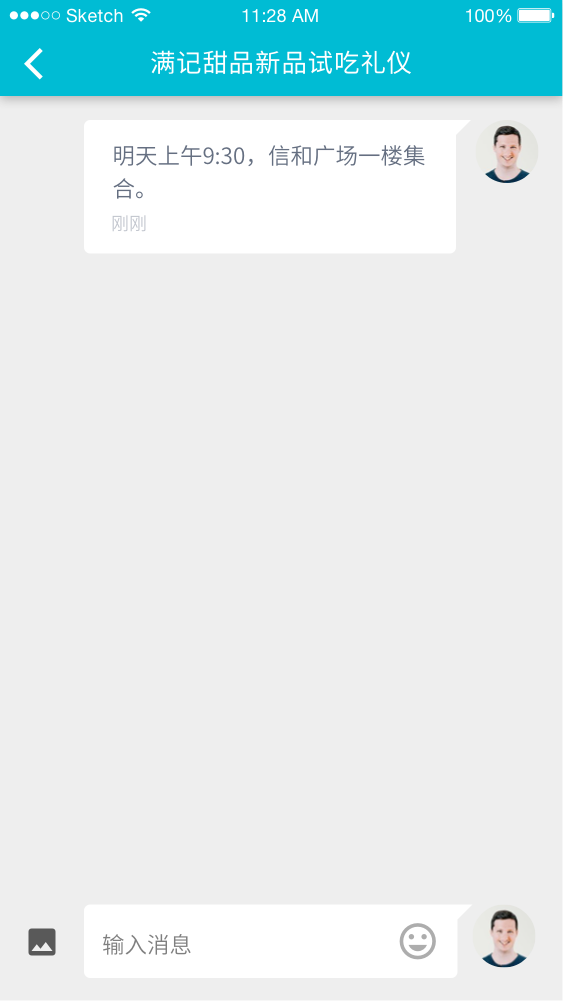 Sketch 11:28 AM 100%
满记甜品新品试吃礼仪
明天上午9:30，信和广场一楼集
合。
刚刚
输入消息